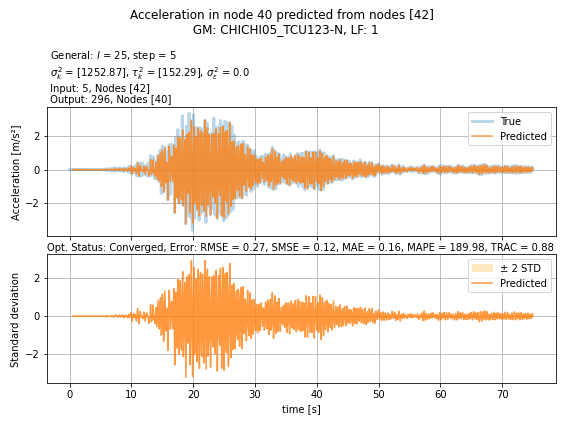 Acceleration in node 40 predicted from nodes [42]
GM: CHICHI05_TCU123-N, LF: 1
General: l = 25, step = 5
σ²ₖ = [1252.87], τ²ₖ = [152.29], σ²ₑ = 0.0
Input: 5, Nodes [42]
Output: 296, Nodes [40]
Acceleration [m/s²]
2
0
−2
True
Predicted
Opt. Status: Converged, Error: RMSE = 0.27, SMSE = 0.12, MAE = 0.16, MAPE = 189.98, TRAC = 0.88
Standard deviation
2
0
−2
± 2 STD
Predicted
0 10 20 30 40 50 60 70
time [s]